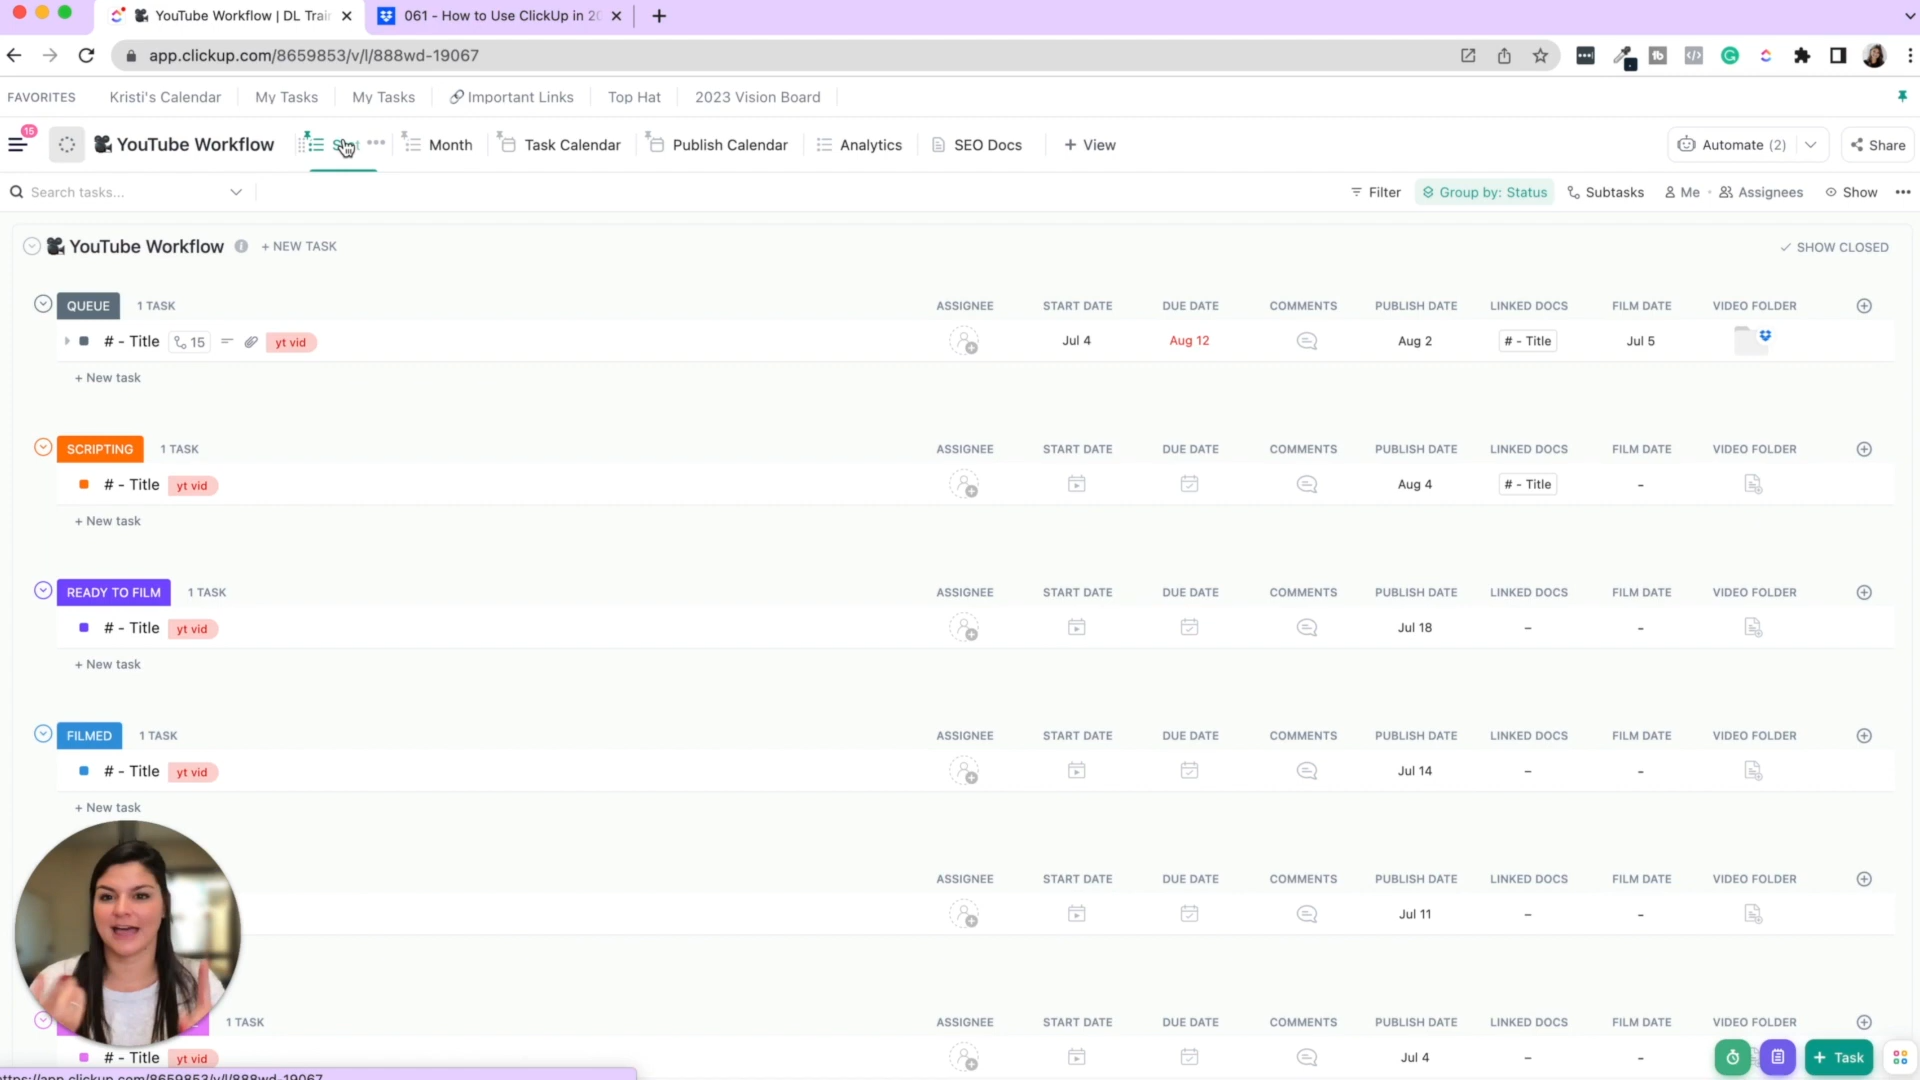 YouTube Workflow | DL Trai
061 - How to Use ClickUp in 20
app.clickup.com/8659853/v/l/888wd-19067
FAVORITES Kristi's Calendar My Tasks My Tasks Important Links Top Hat 2023 Vision Board
15
YouTube Workflow Month Task Calendar Publish Calendar Analytics SEO Docs + View Automate (2) Share
Search tasks... Filter Group by: Status Subtasks Me Assignees Show
YouTube Workflow + NEW TASK SHOW CLOSED
QUEUE 1 TASK ASSIGNEE START DATE DUE DATE COMMENTS PUBLISH DATE LINKED DOCS FILM DATE VIDEO FOLDER
# - Title 15 yt vid Jul 4 Aug 12 Aug 2 # - Title Jul 5
+ New task
SCRIPTING 1 TASK ASSIGNEE START DATE DUE DATE COMMENTS PUBLISH DATE LINKED DOCS FILM DATE VIDEO FOLDER
# - Title yt vid Aug 4 # - Title -
+ New task
READY TO FILM 1 TASK ASSIGNEE START DATE DUE DATE COMMENTS PUBLISH DATE LINKED DOCS FILM DATE VIDEO FOLDER
# - Title yt vid Jul 18 - -
+ New task
FILMED 1 TASK ASSIGNEE START DATE DUE DATE COMMENTS PUBLISH DATE LINKED DOCS FILM DATE VIDEO FOLDER
# - Title yt vid Jul 14 - -
+ New task
ASSIGNEE START DATE DUE DATE COMMENTS PUBLISH DATE LINKED DOCS FILM DATE VIDEO FOLDER
Jul 11 - -
1 TASK ASSIGNEE START DATE DUE DATE COMMENTS PUBLISH DATE LINKED DOCS FILM DATE VIDEO FOLDER
# - Title yt vid Jul 4 - -
+ Task
https://app.clickup.com/8659853/v/l/888wd-19067